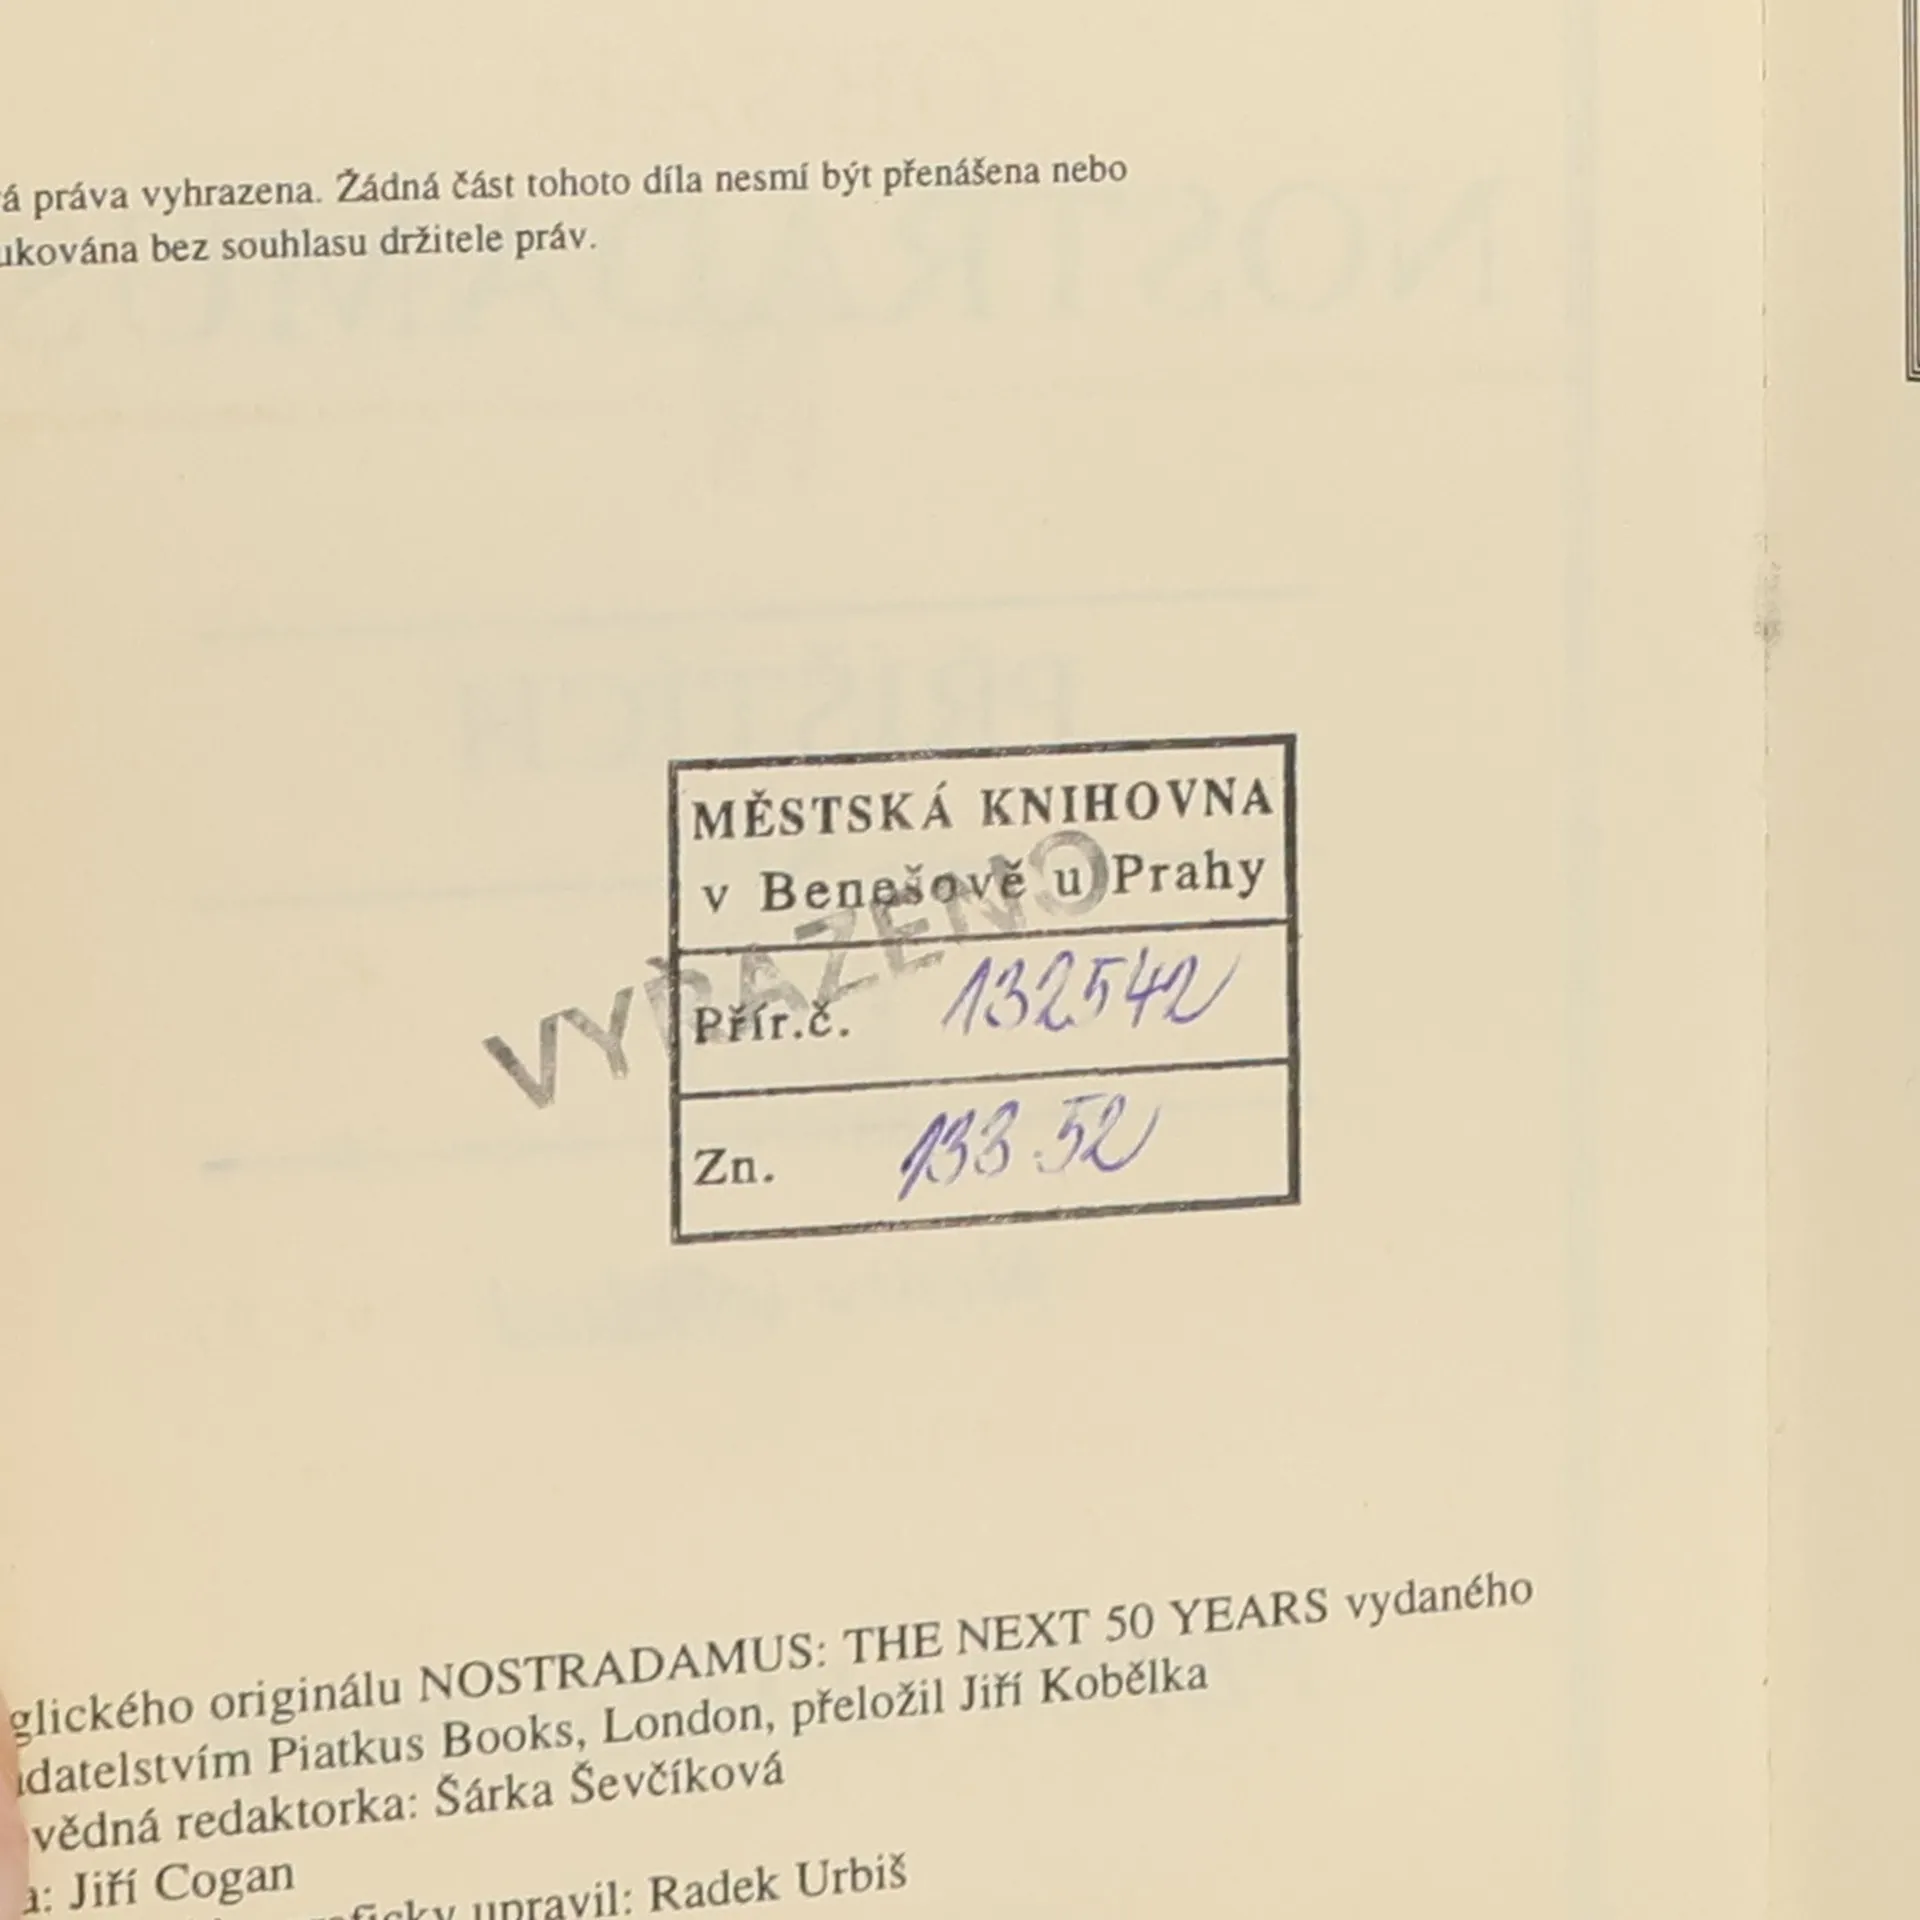 á práva vyhrazena. Žádná část tohoto díla nesmí být přenášena nebo
ukována bez souhlasu držitele práv.
MĚSTSKÁ KNIHOVNA
v Benešově u Prahy
VYŘAZENO
Přír.č. 132542
Zn. 133.52
glického originálu NOSTRADAMUS: THE NEXT 50 YEARS vydaného
datelstvím Piatkus Books, London, přeložil Jiří Kobělka
vědná redaktorka: Šárka Ševčíková
a: Jiří Cogan
graficky upravil: Radek Urbiš